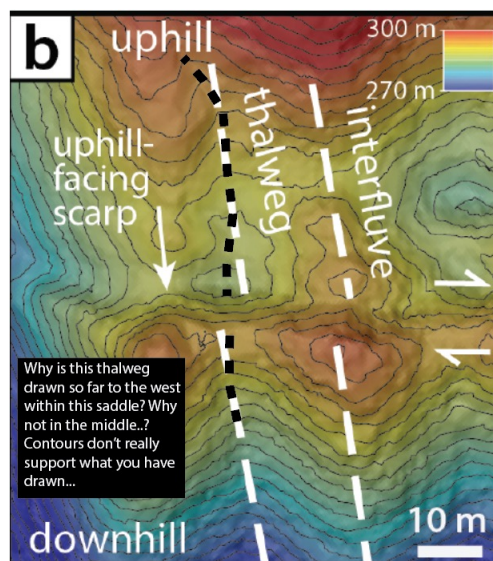 b
uphill
300 m
270 m
thalweg
interfluve
uphill-
facing
scarp
Why is this thalweg
drawn so far to the west
within this saddle? Why
not in the middle..?
Contours don't really
support what you have
drawn...
downhill
10 m